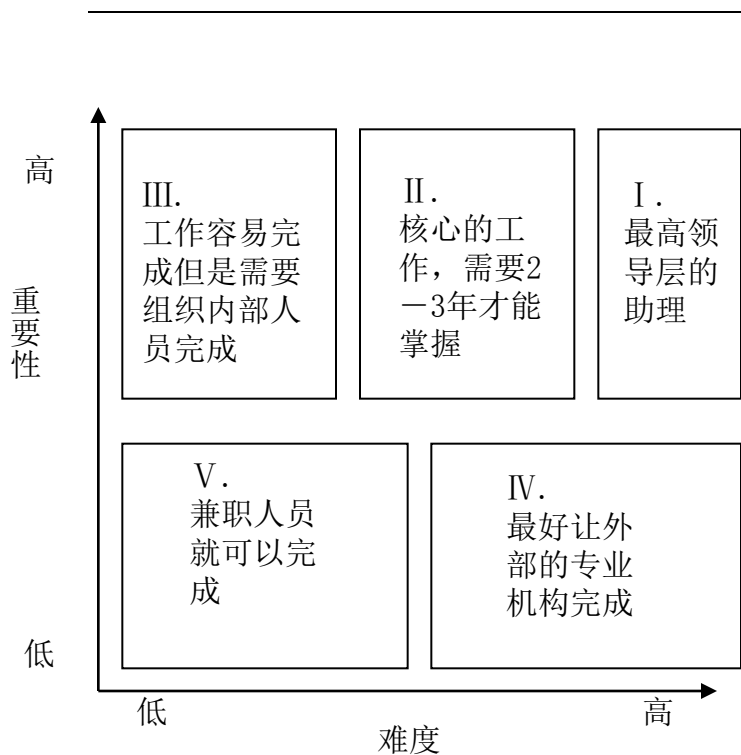 高
重
要
性
低
Ⅲ.
工作容易完
成但是需要
组织内部人
员完成
Ⅱ.
核心的工
作，需要2
－3年才能
掌握
Ⅰ.
最高领
导层的
助理
Ⅴ.
兼职人员
就可以完
成
Ⅳ.
最好让外
部的专业
机构完成
低
高
难度